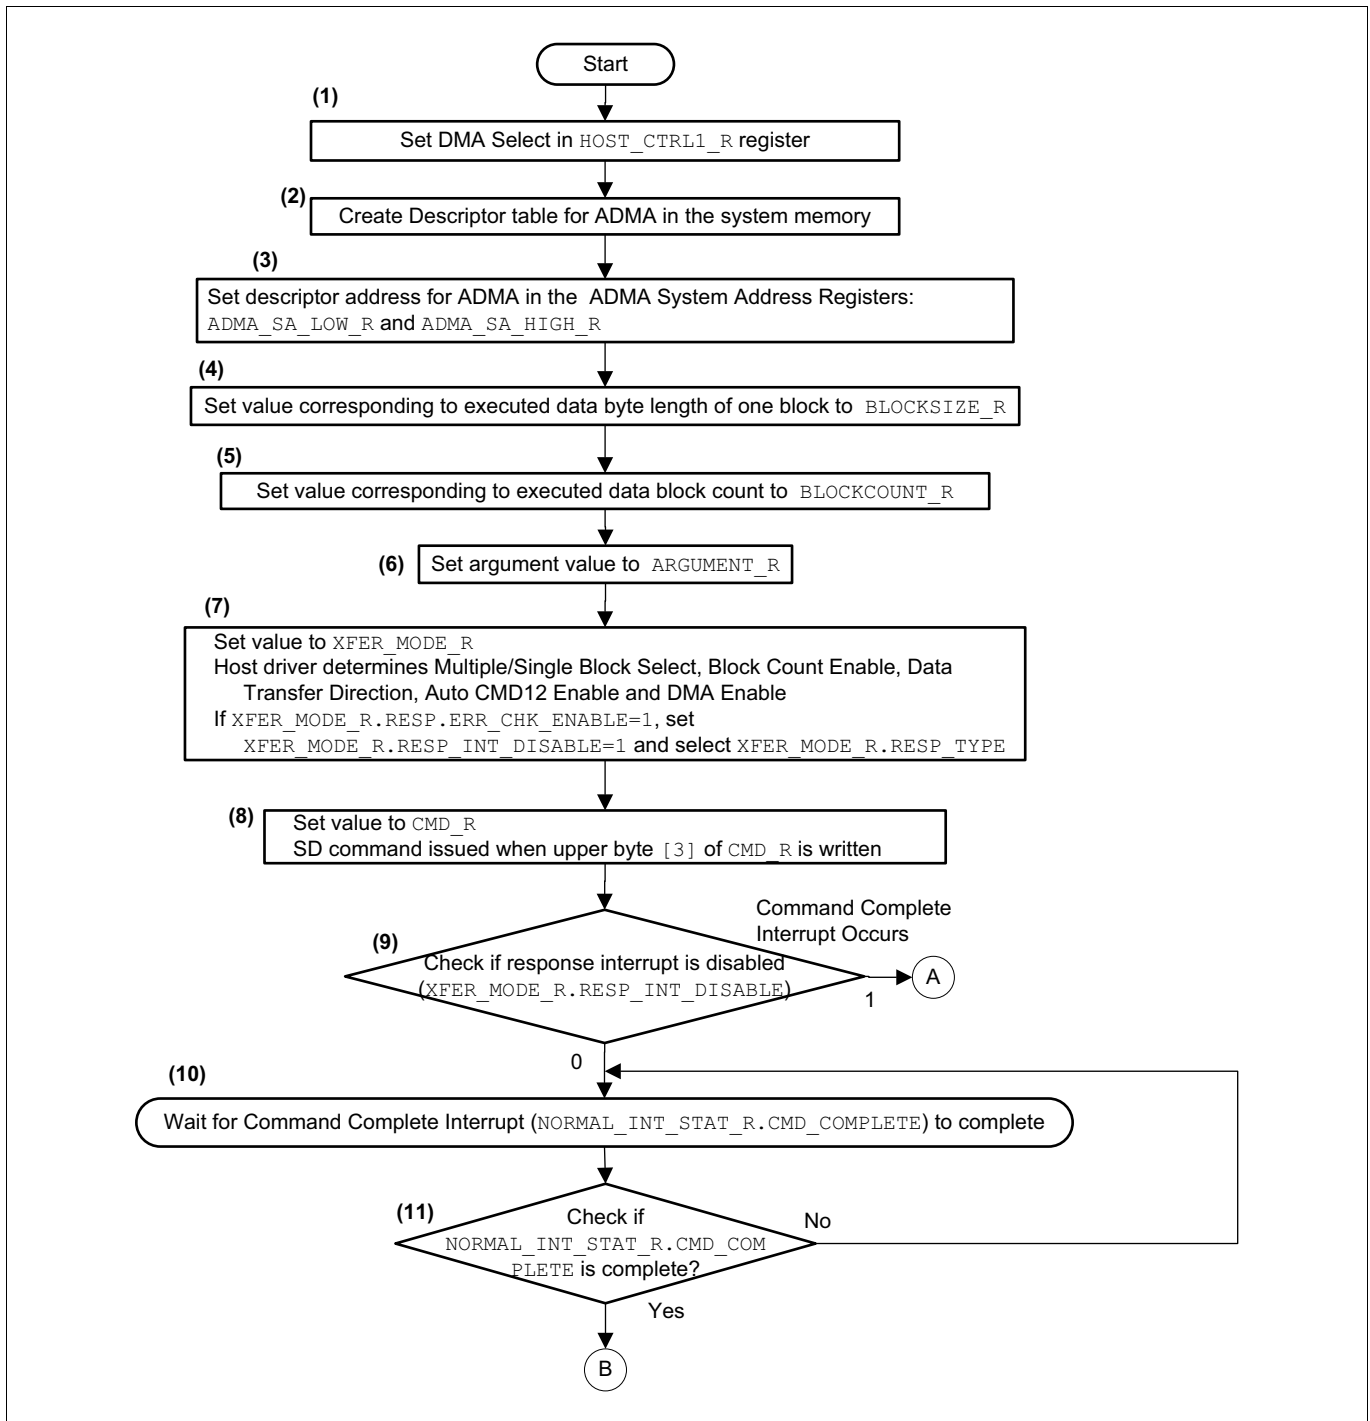 Start
(1)
Set DMA Select in HOST_CTRL1_R register
(2)
Create Descriptor table for ADMA in the system memory
(3)
Set descriptor address for ADMA in the ADMA System Address Registers:
ADMA_SA_LOW_R and ADMA_SA_HIGH_R
(4)
Set value corresponding to executed data byte length of one block to BLOCKSIZE_R
(5)
Set value corresponding to executed data block count to BLOCKCOUNT_R
(6)
Set argument value to ARGUMENT_R
(7)
Set value to XFER_MODE_R
Host driver determines Multiple/Single Block Select, Block Count Enable, Data
Transfer Direction, Auto CMD12 Enable and DMA Enable
If XFER_MODE_R.RESP.ERR_CHK_ENABLE=1, set
XFER_MODE_R.RESP_INT_DISABLE=1 and select XFER_MODE_R.RESP_TYPE
(8)
Set value to CMD_R
SD command issued when upper byte [3] of CMD_R is written
Command Complete
Interrupt Occurs
(9)
Check if response interrupt is disabled
(XFER_MODE_R.RESP_INT_DISABLE)
A
1
0
(10)
Wait for Command Complete Interrupt (NORMAL_INT_STAT_R.CMD_COMPLETE) to complete
(11)
Check if
NORMAL_INT_STAT_R.CMD_COM
PLETE is complete?
No
Yes
B